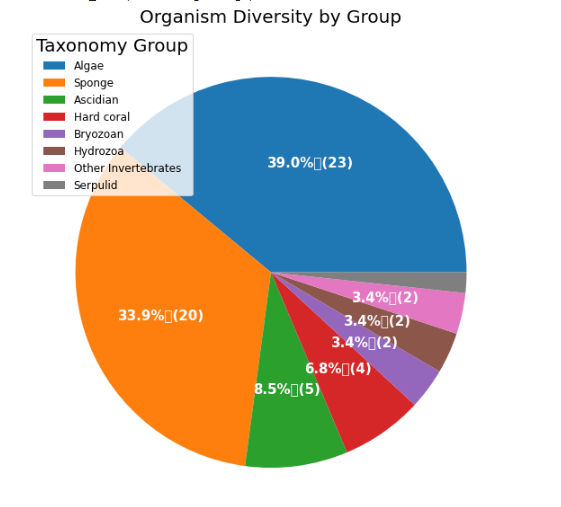 Organism Diversity by Group
Taxonomy Group
Algae
Sponge
Ascidian
Hard coral
Bryozoan
Hydrozoa
Other Invertebrates
Serpulid
39.0%▯(23)
33.9%▯(20)
8.5%▯(5)
6.8%▯(4)
3.4%▯(2)
3.4%▯(2)
3.4%▯(2)